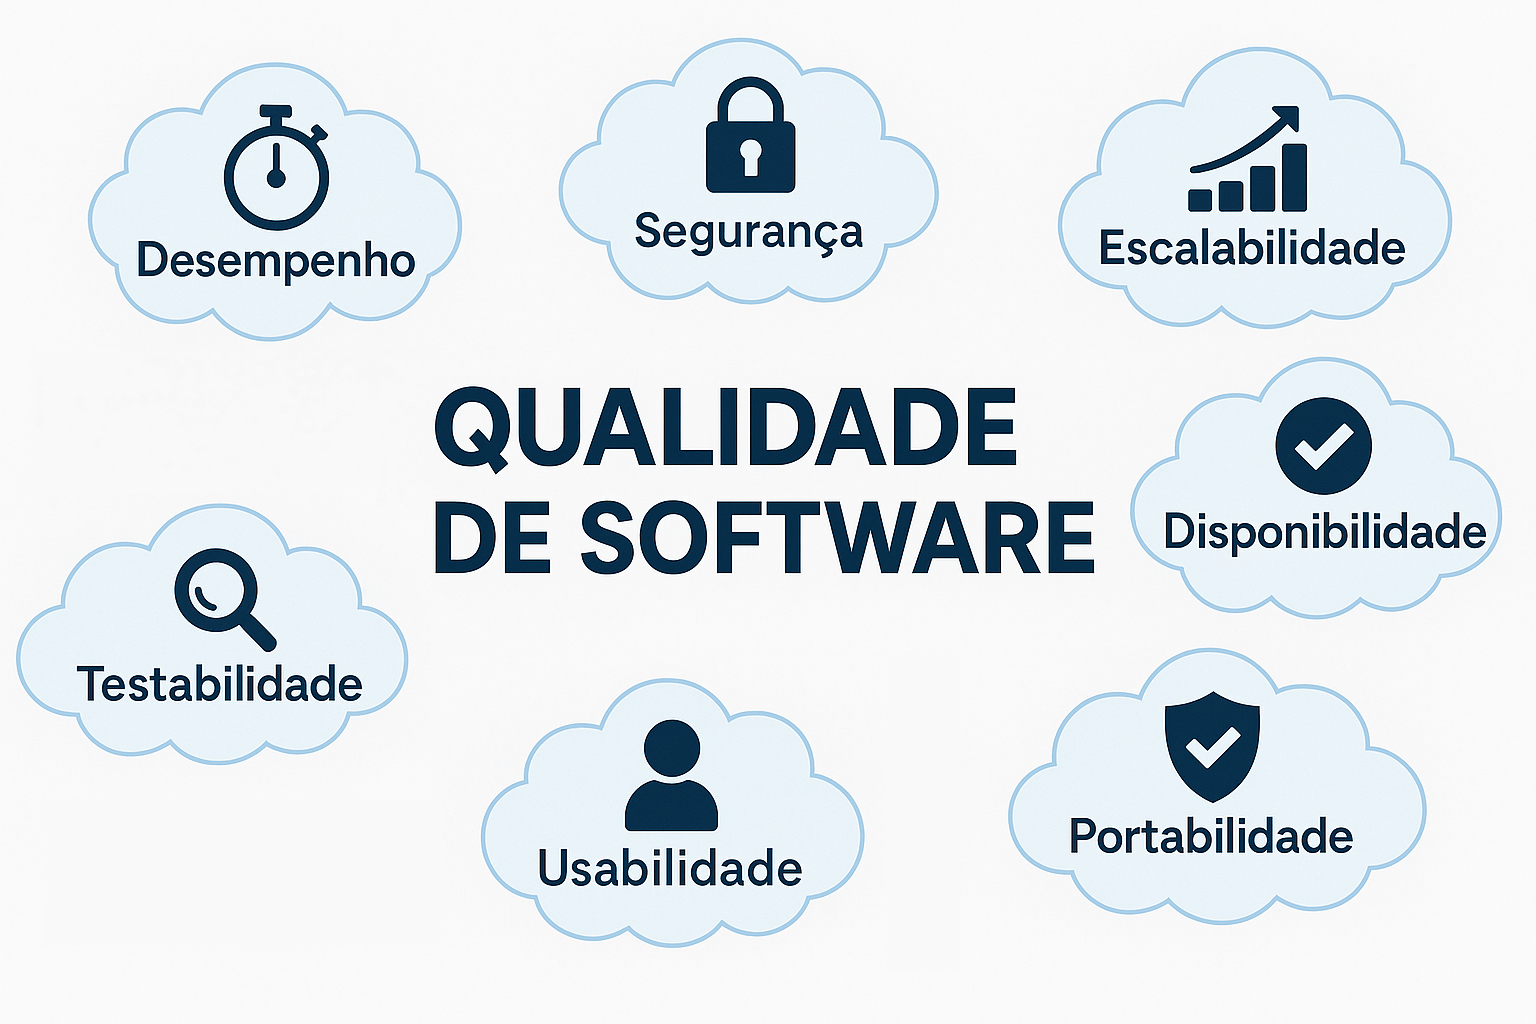 Desempenho
Segurança
Escalabilidade
QUALIDADE
DE SOFTWARE
Disponibilidade
Testabilidade
Usabilidade
Portabilidade